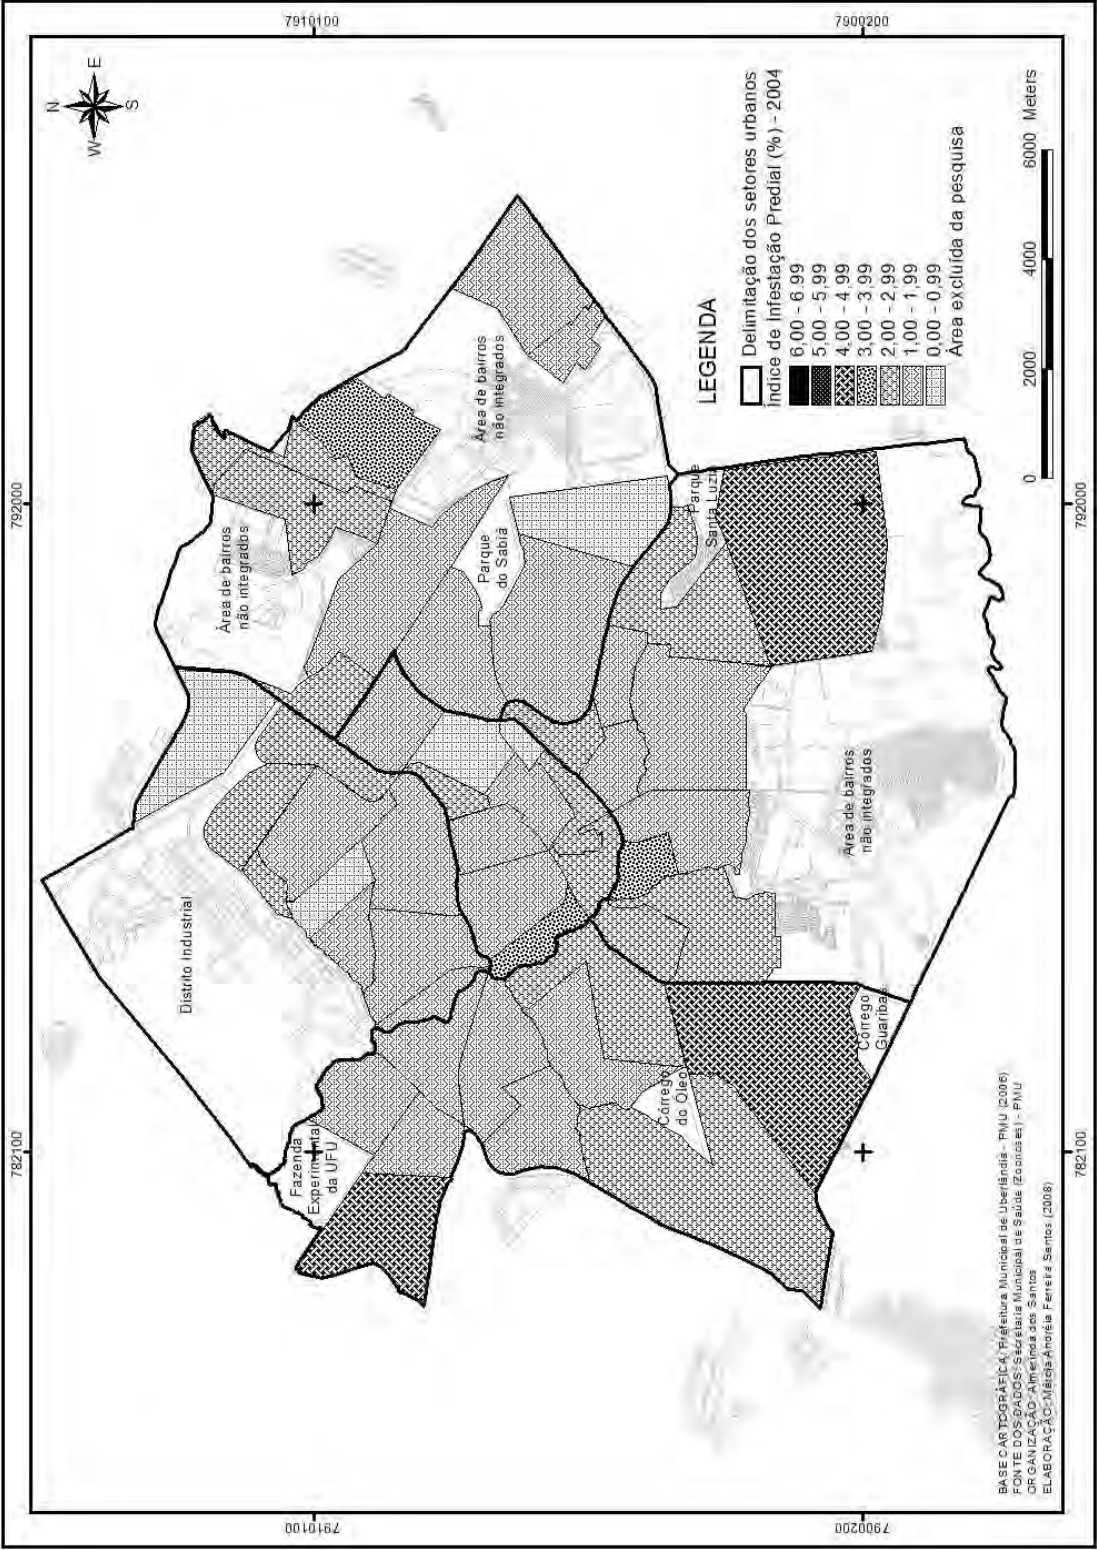 7910100
7900200
N
E
W
S
792000
792000
782100
782100
7910100
7900200
Distrito Industrial
Área de bairros
não integrados
Área de bairros
não integrados
Área de bairros
não integrados
Parque
do Sabiá
Parque
Santa Luzia
Fazenda
Experimental
da UFU
Córrego
do Óleo
Córrego
Guaribas
LEGENDA
Delimitação dos setores urbanos
Índice de Infestação Predial (%) - 2004
6,00 - 6,99
5,00 - 5,99
4,00 - 4,99
3,00 - 3,99
2,00 - 2,99
1,00 - 1,99
0,00 - 0,99
Área excluída da pesquisa
0 2000 4000 6000 Meters
BASE CARTOGRÁFICA: Prefeitura Municipal de Uberlândia - PMU (2006)
FONTE DOS DADOS: Secretaria Municipal de Saúde (Zoonoses) - PMU
ORGANIZAÇÃO: Almerinda dos Santos
ELABORAÇÃO: Márcia Andréia Ferreira Santos (2008)